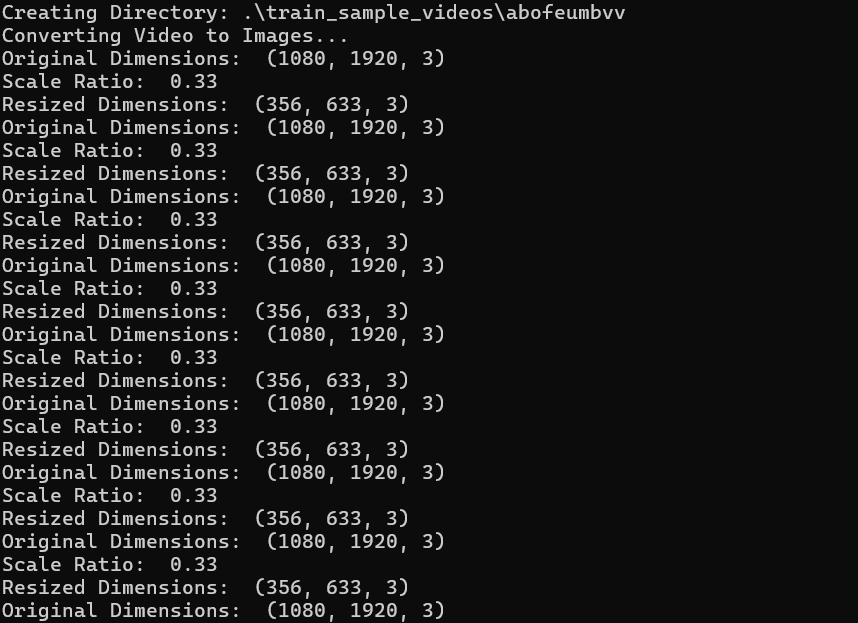 Creating Directory: .\train_sample_videos\abofeumbvv
Converting Video to Images...
Original Dimensions:  (1080, 1920, 3)
Scale Ratio:  0.33
Resized Dimensions:  (356, 633, 3)
Original Dimensions:  (1080, 1920, 3)
Scale Ratio:  0.33
Resized Dimensions:  (356, 633, 3)
Original Dimensions:  (1080, 1920, 3)
Scale Ratio:  0.33
Resized Dimensions:  (356, 633, 3)
Original Dimensions:  (1080, 1920, 3)
Scale Ratio:  0.33
Resized Dimensions:  (356, 633, 3)
Original Dimensions:  (1080, 1920, 3)
Scale Ratio:  0.33
Resized Dimensions:  (356, 633, 3)
Original Dimensions:  (1080, 1920, 3)
Scale Ratio:  0.33
Resized Dimensions:  (356, 633, 3)
Original Dimensions:  (1080, 1920, 3)
Scale Ratio:  0.33
Resized Dimensions:  (356, 633, 3)
Original Dimensions:  (1080, 1920, 3)
Scale Ratio:  0.33
Resized Dimensions:  (356, 633, 3)
Original Dimensions:  (1080, 1920, 3)